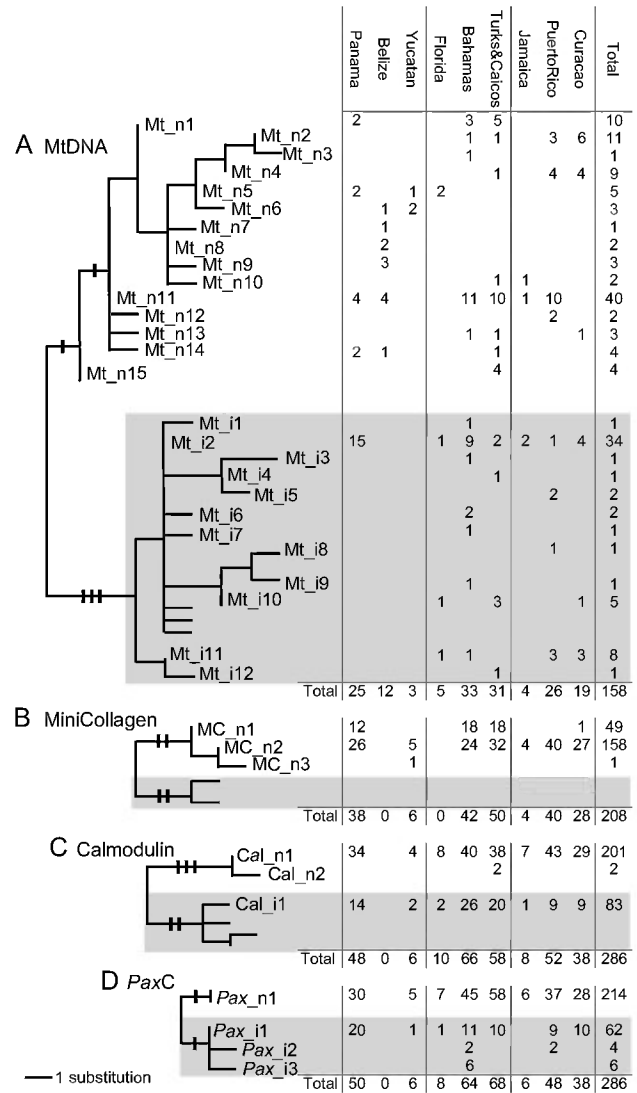 Panama Belize Yucatan Florida Bahamas Turks&Caicos Jamaica PuertoRico Curacao Total
A MtDNA
Mt_n1 2 3 5 10
Mt_n2 1 1 3 6 11
Mt_n3 1 1
Mt_n4 1 4 4 9
Mt_n5 2 1 2 5
Mt_n6 1 2 3
Mt_n7 1 1
Mt_n8 2 2
Mt_n9 3 3
Mt_n10 1 1 2
Mt_n11 4 4 11 10 1 10 40
Mt_n12 2 2
Mt_n13 1 1 1 3
Mt_n14 2 1 1 4
Mt_n15 4 4
Mt_i1 1 1
Mt_i2 15 1 9 2 2 1 4 34
Mt_i3 1 1
Mt_i4 1 1
Mt_i5 2 2
Mt_i6 2 2
Mt_i7 1 1
Mt_i8 1 1
Mt_i9 1 1
Mt_i10 1 3 1 5
Mt_i11 1 1 3 3 8
Mt_i12 1 1
Total 25 12 3 5 33 31 4 26 19 158
B MiniCollagen
MC_n1 12 18 18 1 49
MC_n2 26 5 24 32 4 40 27 158
MC_n3 1 1
Total 38 0 6 0 42 50 4 40 28 208
C Calmodulin
Cal_n1 34 4 8 40 38 7 43 29 201
Cal_n2 2 2
Cal_i1 14 2 2 26 20 1 9 9 83
Total 48 0 6 10 66 58 8 52 38 286
D PaxC
Pax_n1 30 5 7 45 58 6 37 28 214
Pax_i1 20 1 1 11 10 9 10 62
Pax_i2 2 2 4
Pax_i3 6 6
Total 50 0 6 8 64 68 6 48 38 286
1 substitution